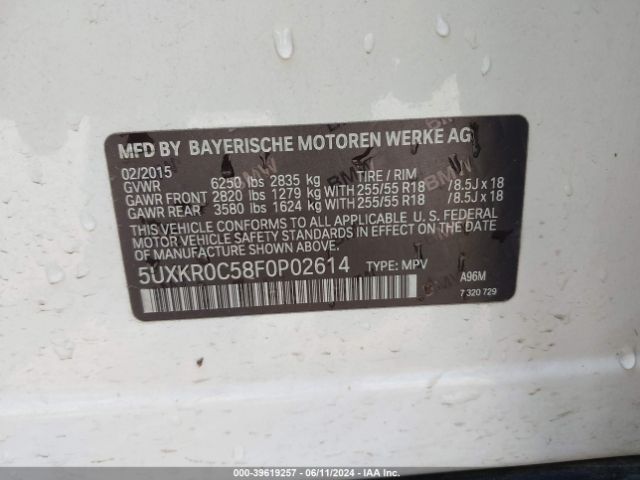 MFD BY BAYERISCHE MOTOREN WERKE AG
02/2015
GVWR 6250 lbs 2835 kg TIRE / RIM
GAWR FRONT 2820 lbs 1279 kg WITH 255/55 R18 /8.5J x 18
GAWR REAR 3580 lbs 1624 kg WITH 255/55 R18 /8.5J x 18
THIS VEHICLE CONFORMS TO ALL APPLICABLE U. S. FEDERAL
MOTOR VEHICLE SAFETY STANDARDS IN EFFECT ON THE DATE
OF MANUFACTURE SHOWN ABOVE.
5UXKR0C58F0P02614 TYPE: MPV
A96M
7 320 729
000-39619257 - 06/11/2024 - IAA Inc.